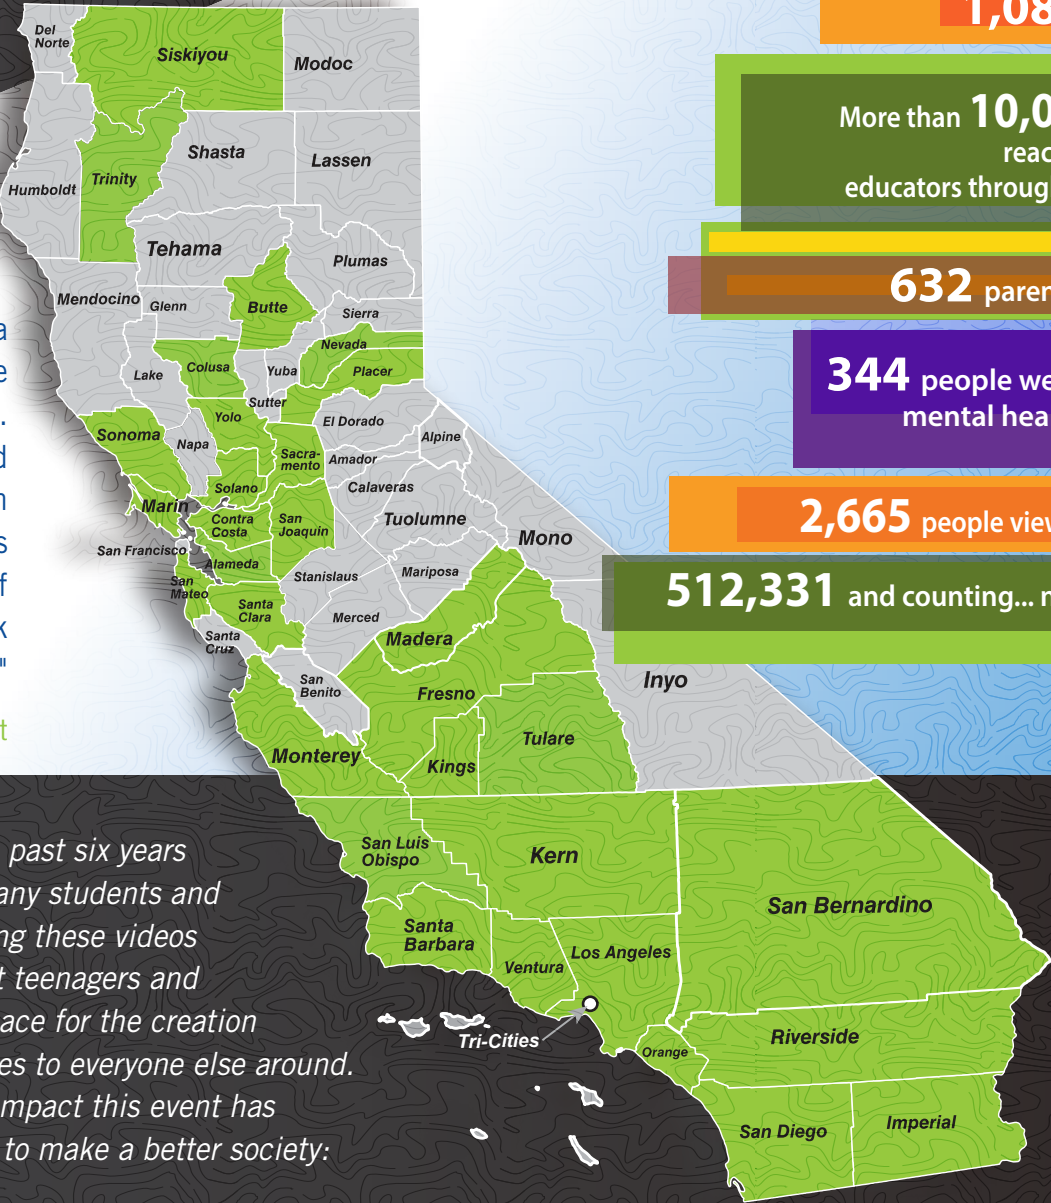 Del
Norte
Siskiyou
Modoc
Shasta
Lassen
Humboldt
Trinity
Tehama
Plumas
Mendocino
Glenn
Butte
Sierra
Nevada
Lake
Colusa
Yuba
Placer
Sutter
Yolo
El Dorado
Sonoma
Napa
Sacra-
mento
Alpine
Amador
Solano
Calaveras
Marin
Contra
Costa
San
Joaquin
Tuolumne
Mono
San Francisco
Alameda
Stanislaus
Mariposa
San
Mateo
Santa
Clara
Merced
Santa
Cruz
Madera
San
Benito
Fresno
Inyo
Monterey
Kings
Tulare
San Luis
Obispo
Kern
San Bernardino
Santa
Barbara
Ventura
Los Angeles
Tri-Cities
Orange
Riverside
San Diego
Imperial
1,08
More than 10,0
reac
educators throug
632 paren
344 people we
mental hea
2,665 people view
512,331 and counting... n
a
e
.
d
n
s
f
k
"
t
past six years
any students and
ng these videos
t teenagers and
ace for the creation
es to everyone else around.
mpact this event has
to make a better society: